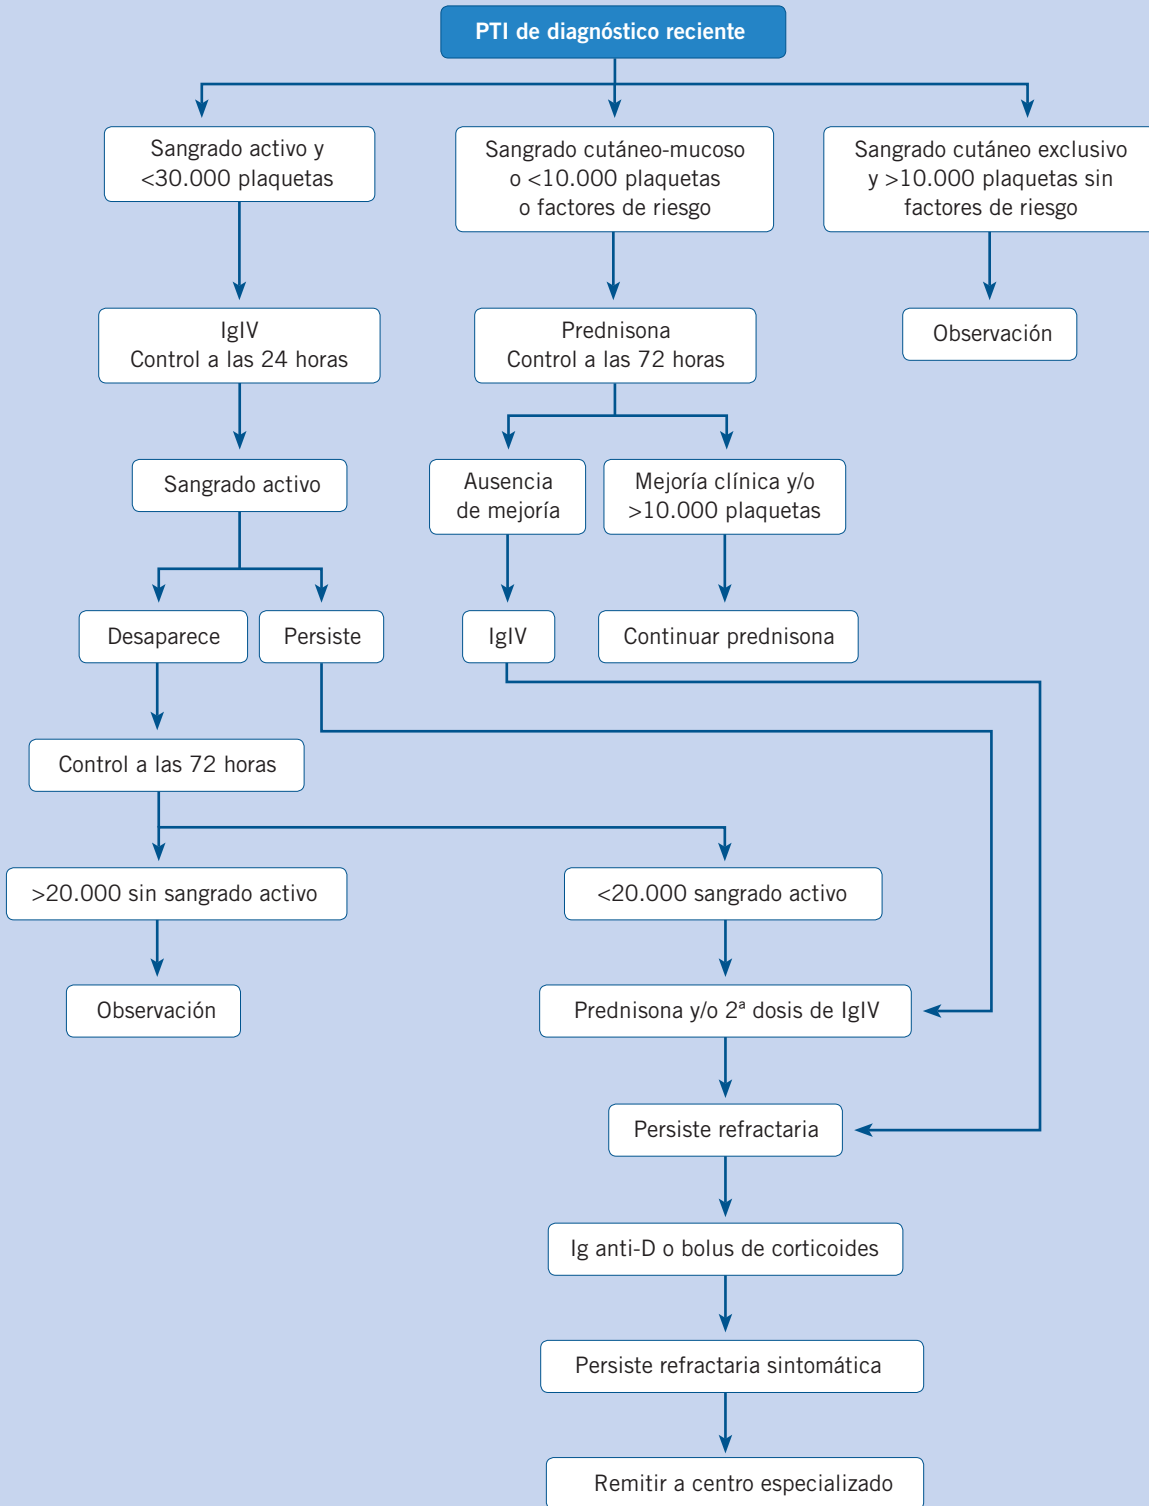 PTI de diagnóstico reciente
Sangrado activo y
<30.000 plaquetas
Sangrado cutáneo-mucoso
o <10.000 plaquetas
o factores de riesgo
Sangrado cutáneo exclusivo
y >10.000 plaquetas sin
factores de riesgo
IgIV
Control a las 24 horas
Prednisona
Control a las 72 horas
Observación
Sangrado activo
Ausencia
de mejoría
Mejoría clínica y/o
>10.000 plaquetas
Desaparece
Persiste
IgIV
Continuar prednisona
Control a las 72 horas
>20.000 sin sangrado activo
<20.000 sangrado activo
Observación
Prednisona y/o 2ª dosis de IgIV
Persiste refractaria
Ig anti-D o bolus de corticoides
Persiste refractaria sintomática
Remitir a centro especializado